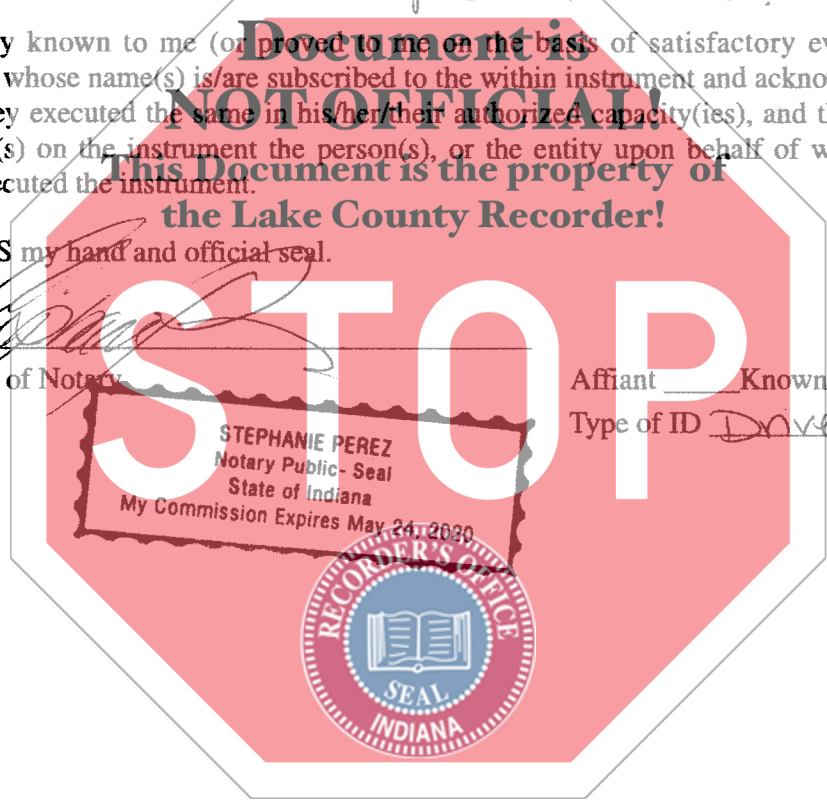 Document is
y known to me (or proved to me on the basis of satisfactory ev
whose name(s) is/are subscribed to the within instrument and acknow
NOT OFFICIAL!
ey executed the same in his/her/their authorized capacity(ies), and th
(s) on the instrument the person(s), or the entity upon behalf of w
This Document is the property of
ecuted the instrument.
the Lake County Recorder!
S my hand and official seal.
STOP
of Notary
Affiant ______Known
Type of ID Drive
STEPHANIE PEREZ
Notary Public- Seal
State of Indiana
My Commission Expires May 24, 2020
RECORDER'S OFFICE
SEAL
INDIANA